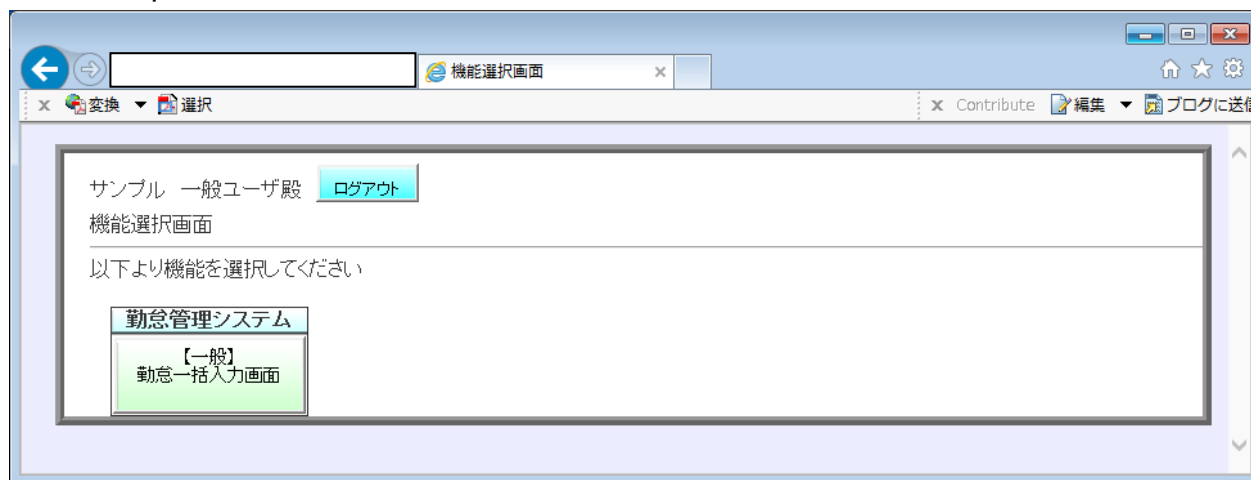 機能選択画面
変換 選択
Contribute 編集 ブログに送信
サンプル 一般ユーザ殿 ログアウト
機能選択画面
以下より機能を選択してください
勤怠管理システム
【一般】
勤怠一括入力画面